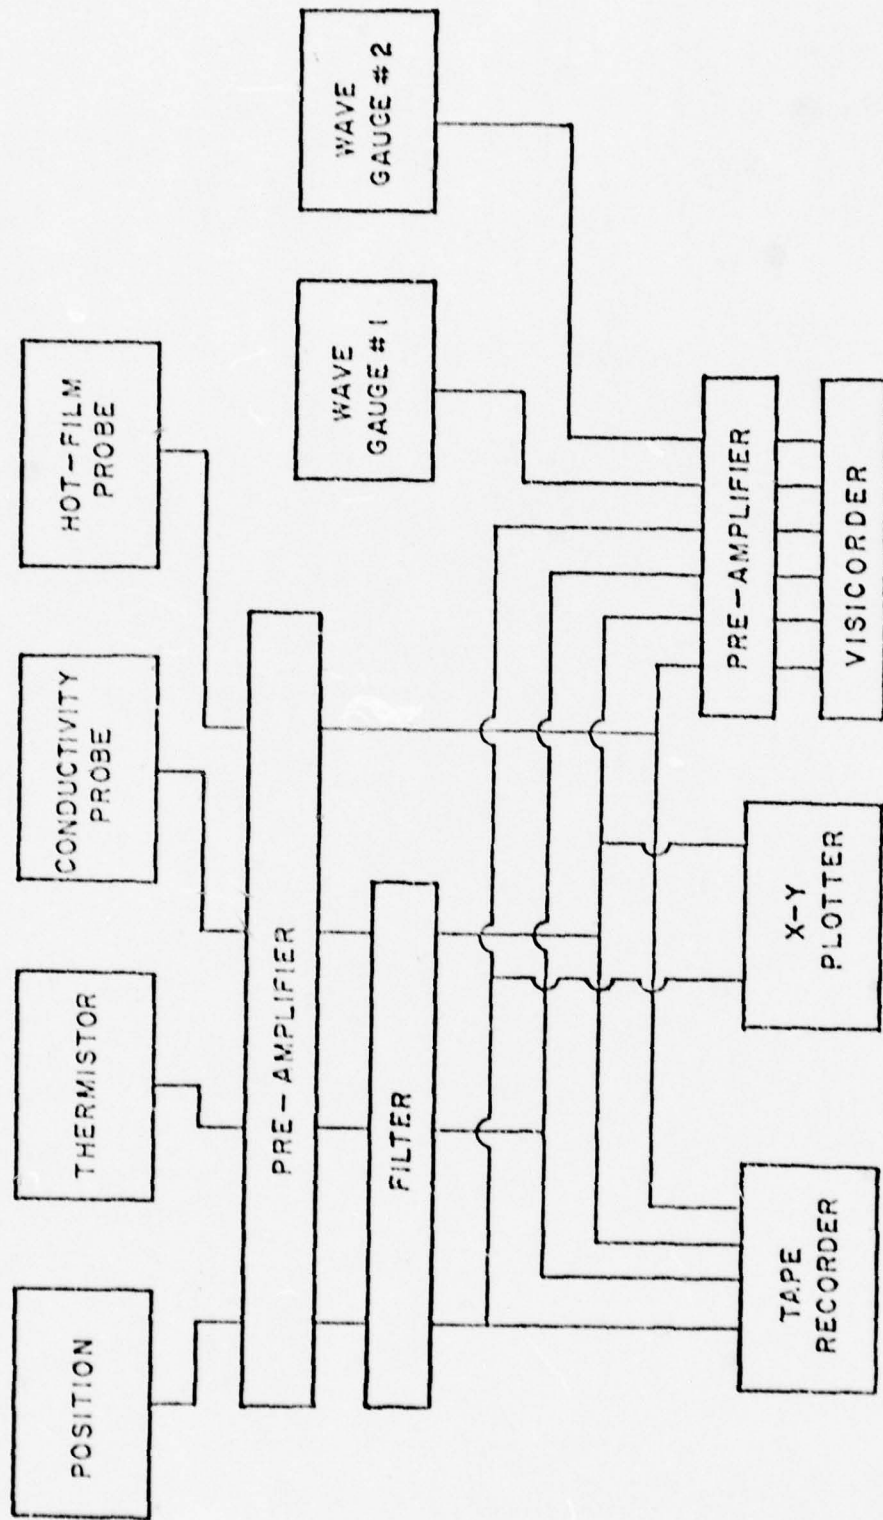 POSITION
THERMISTOR
CONDUCTIVITY
PROBE
HOT-FILM
PROBE
PRE-AMPLIFIER
FILTER
WAVE
GAUGE #1
WAVE
GAUGE #2
TAPE
RECORDER
X-Y
PLOTTER
PRE-AMPLIFIER
VISICORDER